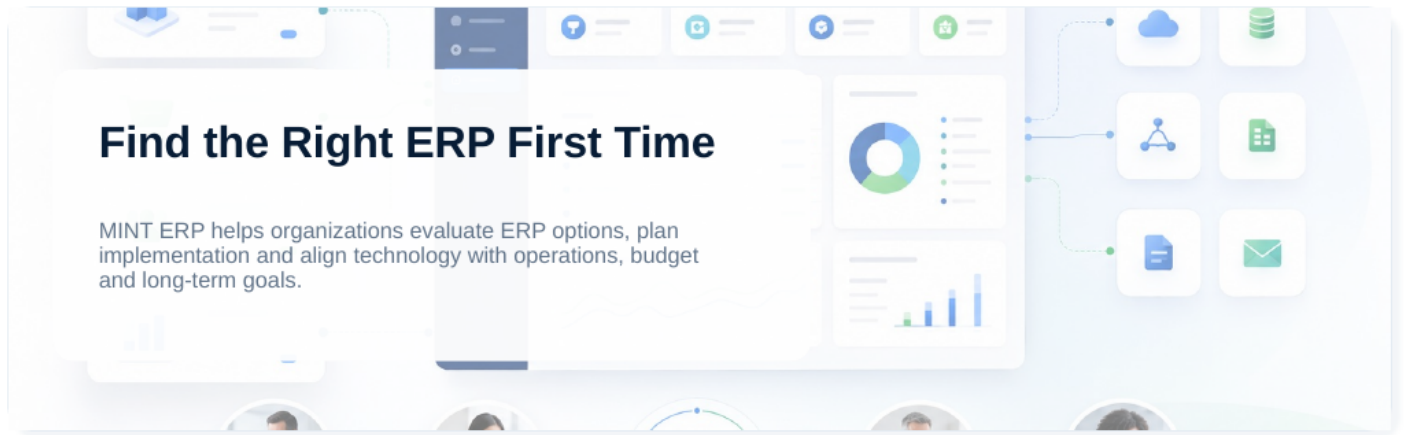 Find the Right ERP First Time
MINT ERP helps organizations evaluate ERP options, plan
implementation and align technology with operations, budget
and long-term goals.